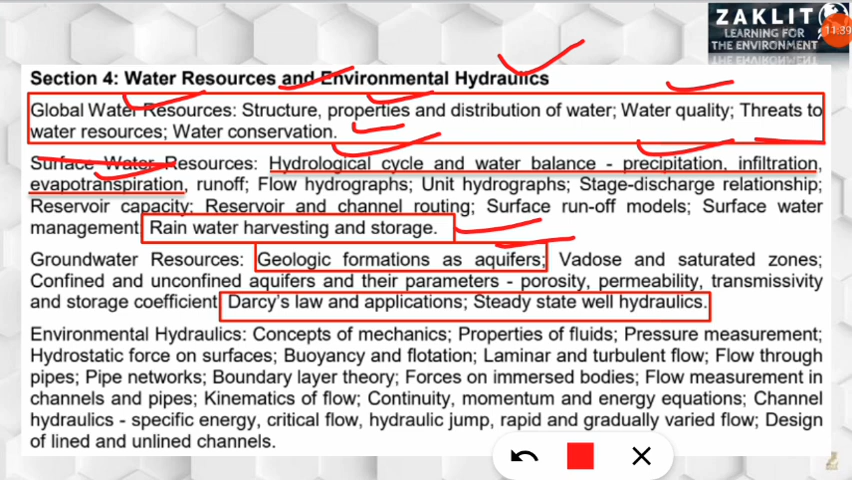 ZAKLIT
LEARNING FOR
THE ENVIRONMENT
11:39
Section 4: Water Resources and Environmental Hydraulics
Global Water Resources: Structure, properties and distribution of water; Water quality; Threats to
water resources; Water conservation.
Surface Water Resources: Hydrological cycle and water balance - precipitation, infiltration,
evapotranspiration, runoff; Flow hydrographs; Unit hydrographs; Stage-discharge relationship;
Reservoir capacity; Reservoir and channel routing; Surface run-off models; Surface water
management; Rain water harvesting and storage.
Groundwater Resources: Geologic formations as aquifers; Vadose and saturated zones;
Confined and unconfined aquifers and their parameters - porosity, permeability, transmissivity
and storage coefficient; Darcy's law and applications; Steady state well hydraulics.
Environmental Hydraulics: Concepts of mechanics; Properties of fluids; Pressure measurement;
Hydrostatic force on surfaces; Buoyancy and flotation; Laminar and turbulent flow; Flow through
pipes; Pipe networks; Boundary layer theory; Forces on immersed bodies; Flow measurement in
channels and pipes; Kinematics of flow; Continuity, momentum and energy equations; Channel
hydraulics - specific energy, critical flow, hydraulic jump, rapid and gradually varied flow; Design
of lined and unlined channels.